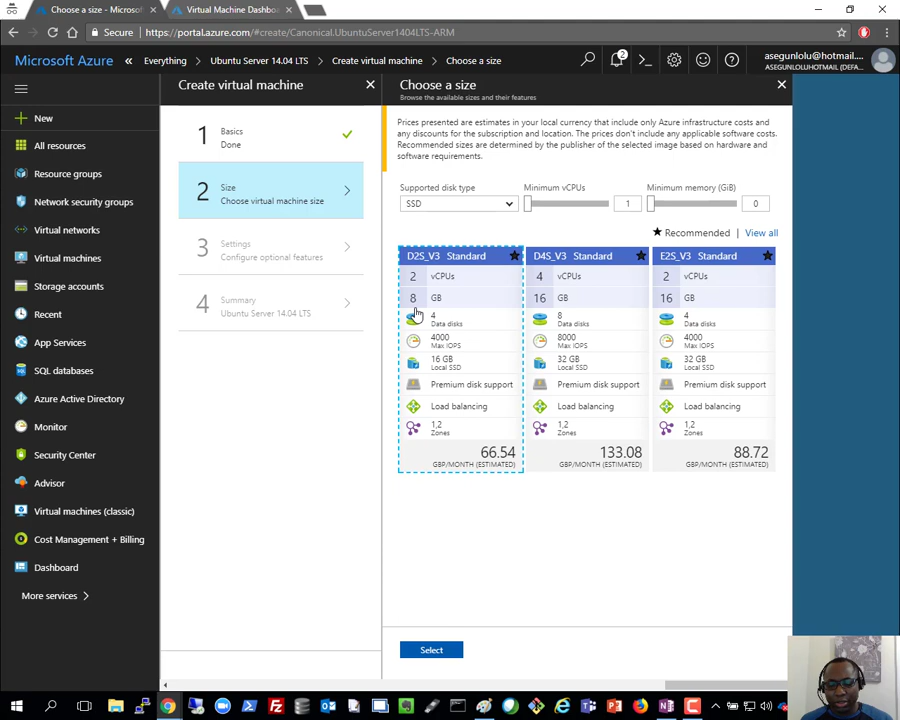 Choose a size - Microsoft
Virtual Machine Dashbo
Secure
https://portal.azure.com/#create/Canonical.UbuntuServer1404LTS-ARM
Microsoft Azure
Everything
Ubuntu Server 14.04 LTS
Create virtual machine
Choose a size
2
asegunlolu@hotmail....
ASEGUNLOLUHOTMAIL (DEFA...
New
All resources
Resource groups
Network security groups
Virtual networks
Virtual machines
Storage accounts
Recent
App Services
SQL databases
Azure Active Directory
Monitor
Security Center
Advisor
Virtual machines (classic)
Cost Management + Billing
Dashboard
More services
Create virtual machine
1
Basics
Done
2
Size
Choose virtual machine size
3
Settings
Configure optional features
4
Summary
Ubuntu Server 14.04 LTS
Choose a size
Browse the available sizes and their features
Prices presented are estimates in your local currency that include only Azure infrastructure costs and
any discounts for the subscription and location. The prices don't include any applicable software costs.
Recommended sizes are determined by the publisher of the selected image based on hardware and
software requirements.
Supported disk type
SSD
Minimum vCPUs
1
Minimum memory (GiB)
0
★ Recommended | View all
D2S_V3 Standard
2 vCPUs
8 GB
4
Data disks
4000
Max IOPS
16 GB
Local SSD
Premium disk support
Load balancing
1,2
Zones
66.54
GBP/MONTH (ESTIMATED)
D4S_V3 Standard
4 vCPUs
16 GB
8
Data disks
8000
Max IOPS
32 GB
Local SSD
Premium disk support
Load balancing
1,2
Zones
133.08
GBP/MONTH (ESTIMATED)
E2S_V3 Standard
2 vCPUs
16 GB
4
Data disks
4000
Max IOPS
32 GB
Local SSD
Premium disk support
Load balancing
1,2
Zones
88.72
GBP/MONTH (ESTIMATED)
Select